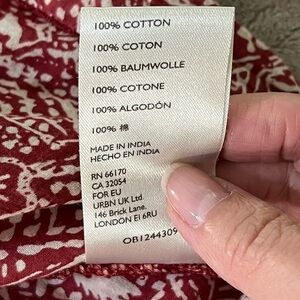 100% COTTON
100% COTON
100% BAUMWOLLE
100% COTONE
100% ALGODÓN
100% 棉
MADE IN INDIA
HECHO EN INDIA
RN 66170
CA 32054
FOR EU
URBN UK Ltd.
146 Brick Lane.
LONDON E1 6RU
OB1244309